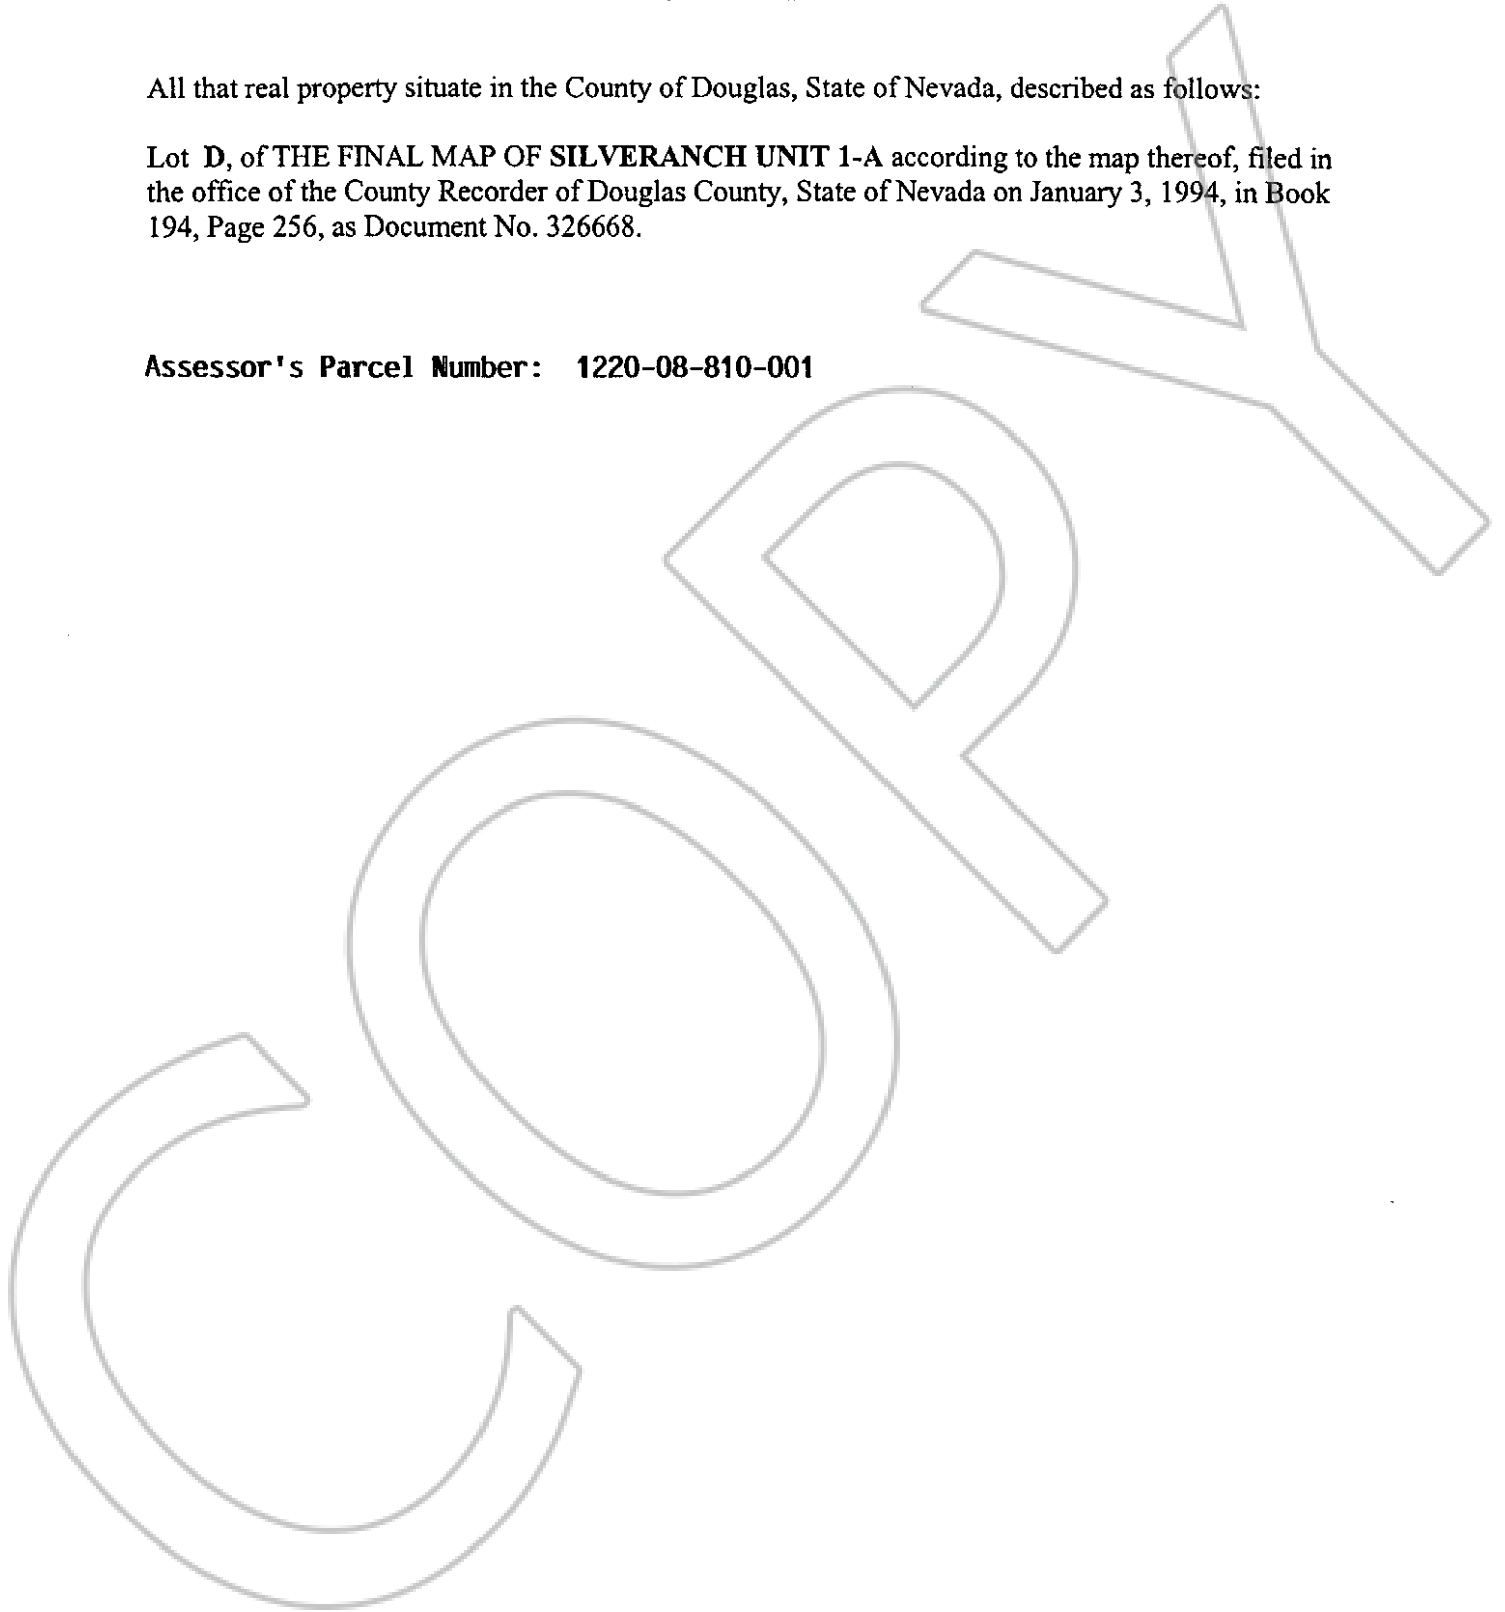 All that real property situate in the County of Douglas, State of Nevada, described as follows:
Lot D, of THE FINAL MAP OF SILVERANCH UNIT 1-A according to the map thereof, filed in
the office of the County Recorder of Douglas County, State of Nevada on January 3, 1994, in Book
194, Page 256, as Document No. 326668.
Assessor's Parcel Number: 1220-08-810-001
COPY